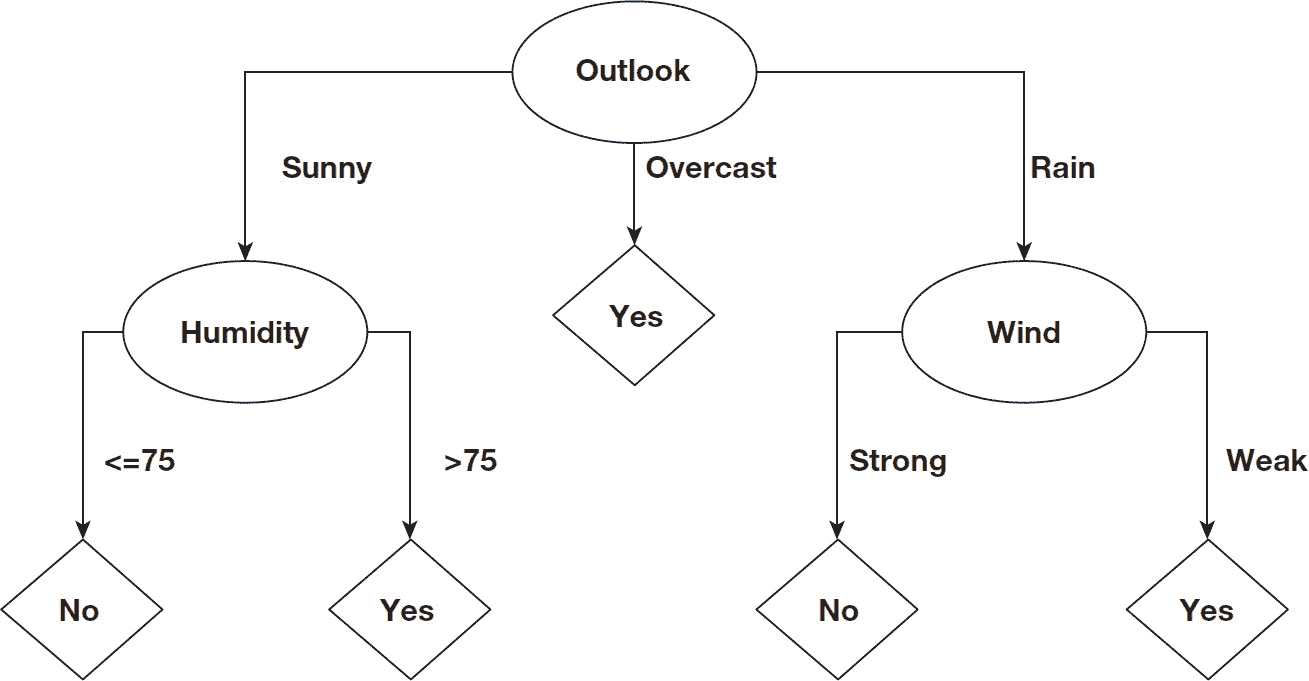 Outlook
Sunny
Overcast
Rain
Humidity
Yes
Wind
<=75
>75
Strong
Weak
No
Yes
No
Yes